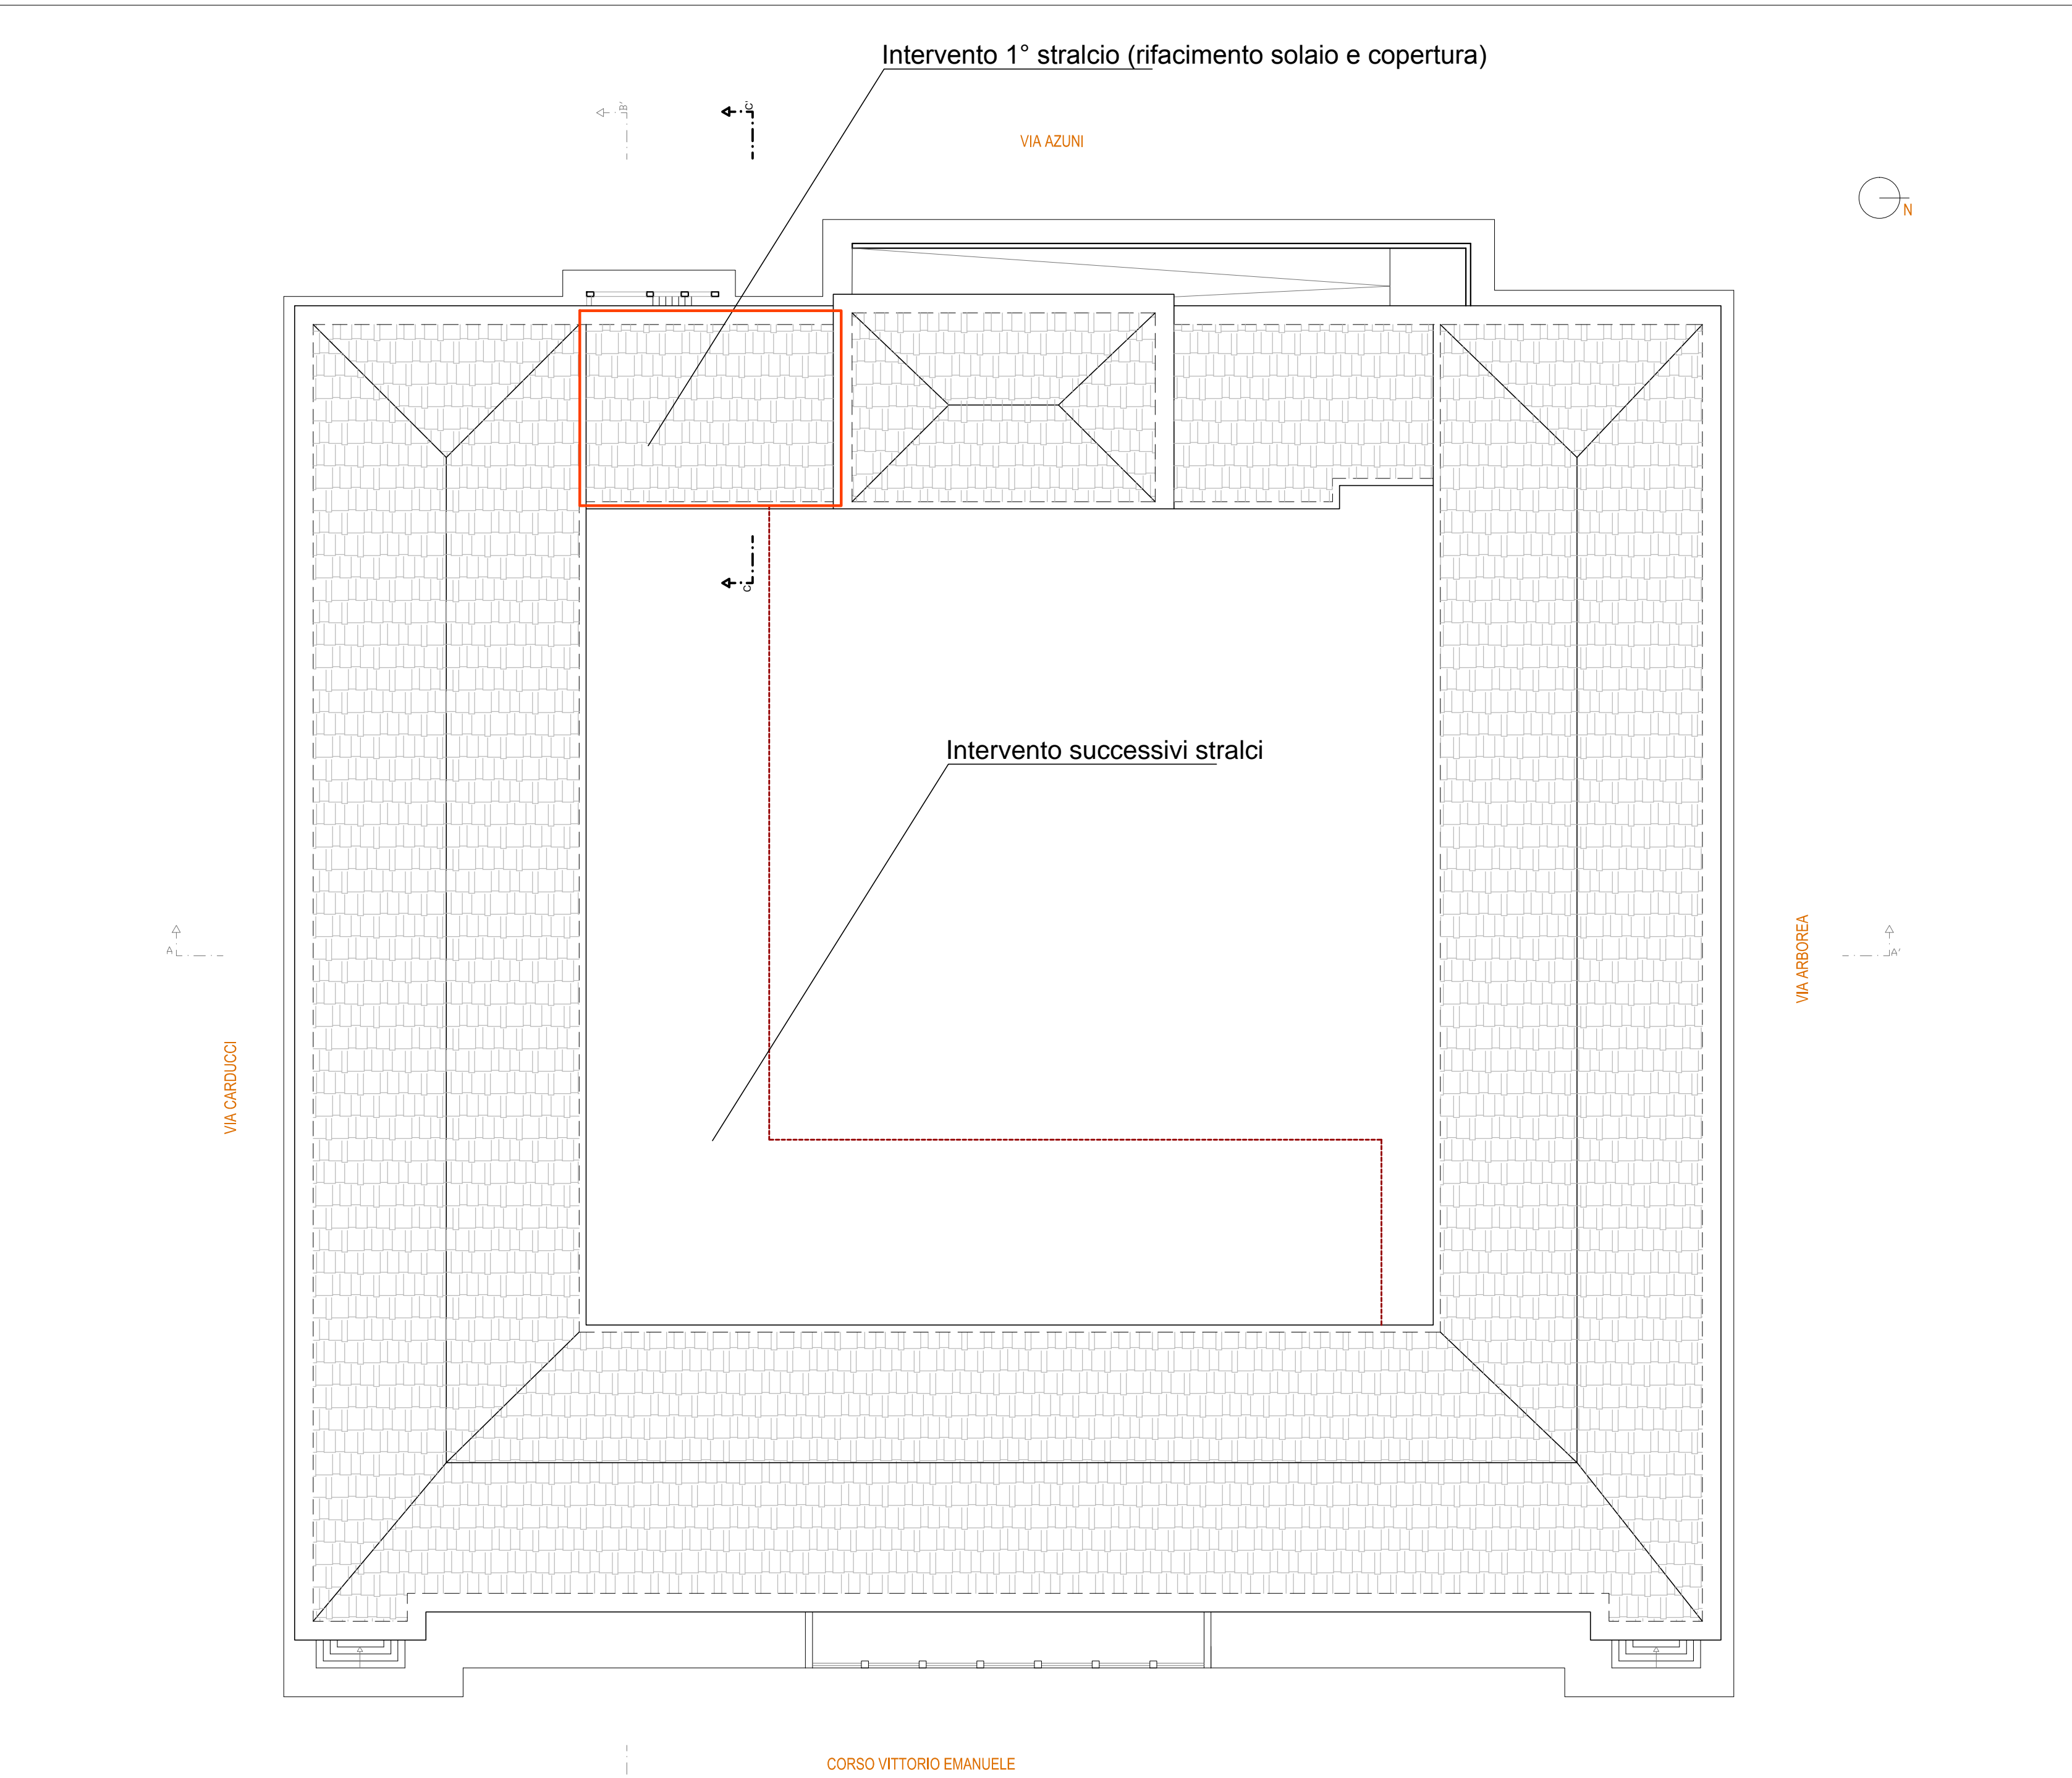 Intervento 1° stralcio (rifacimento solaio e copertura)
B'
C'
VIA AZUNI
N
C
Intervento successivi stralci
A
A'
VIA ARBOREA
VIA CARDUCCI
CORSO VITTORIO EMANUELE